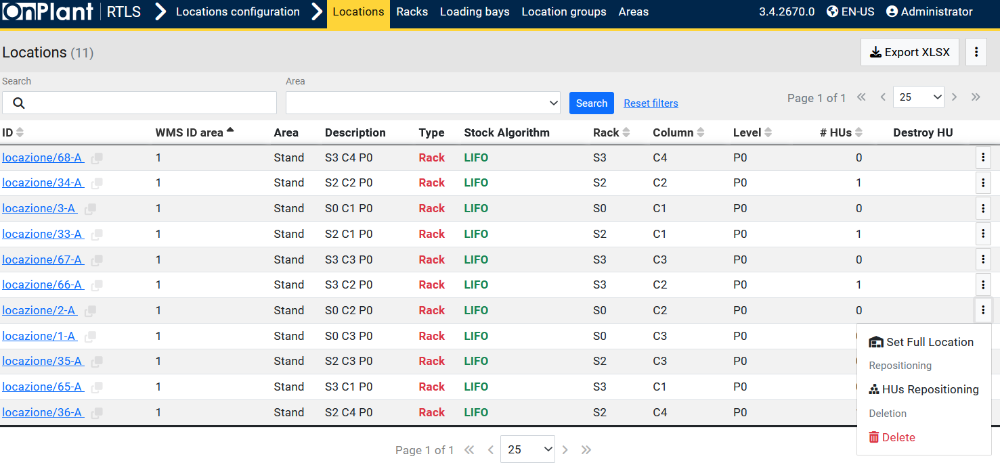 OnPlant RTLS Locations configuration Locations Racks Loading bays Location groups Areas 3.4.2670.0 EN-US Administrator
Locations (11) Export XLSX
Search Area
Search Reset filters Page 1 of 1 25
ID WMS ID area Area Description Type Stock Algorithm Rack Column Level # HUs Destroy HU
locazione/68-A 1 Stand S3 C4 P0 Rack LIFO S3 C4 P0 0
locazione/34-A 1 Stand S2 C2 P0 Rack LIFO S2 C2 P0 1
locazione/3-A 1 Stand S0 C1 P0 Rack LIFO S0 C1 P0 0
locazione/33-A 1 Stand S2 C1 P0 Rack LIFO S2 C1 P0 1
locazione/67-A 1 Stand S3 C3 P0 Rack LIFO S3 C3 P0 0
locazione/66-A 1 Stand S3 C2 P0 Rack LIFO S3 C2 P0 1
locazione/2-A 1 Stand S0 C2 P0 Rack LIFO S0 C2 P0 0
locazione/1-A 1 Stand S0 C3 P0 Rack LIFO S0 C3 P0
locazione/35-A 1 Stand S2 C3 P0 Rack LIFO S2 C3 P0
locazione/65-A 1 Stand S3 C1 P0 Rack LIFO S3 C1 P0
locazione/36-A 1 Stand S2 C4 P0 Rack LIFO S2 C4 P0
Set Full Location
Repositioning
HUs Repositioning
Deletion
Delete
Page 1 of 1 25